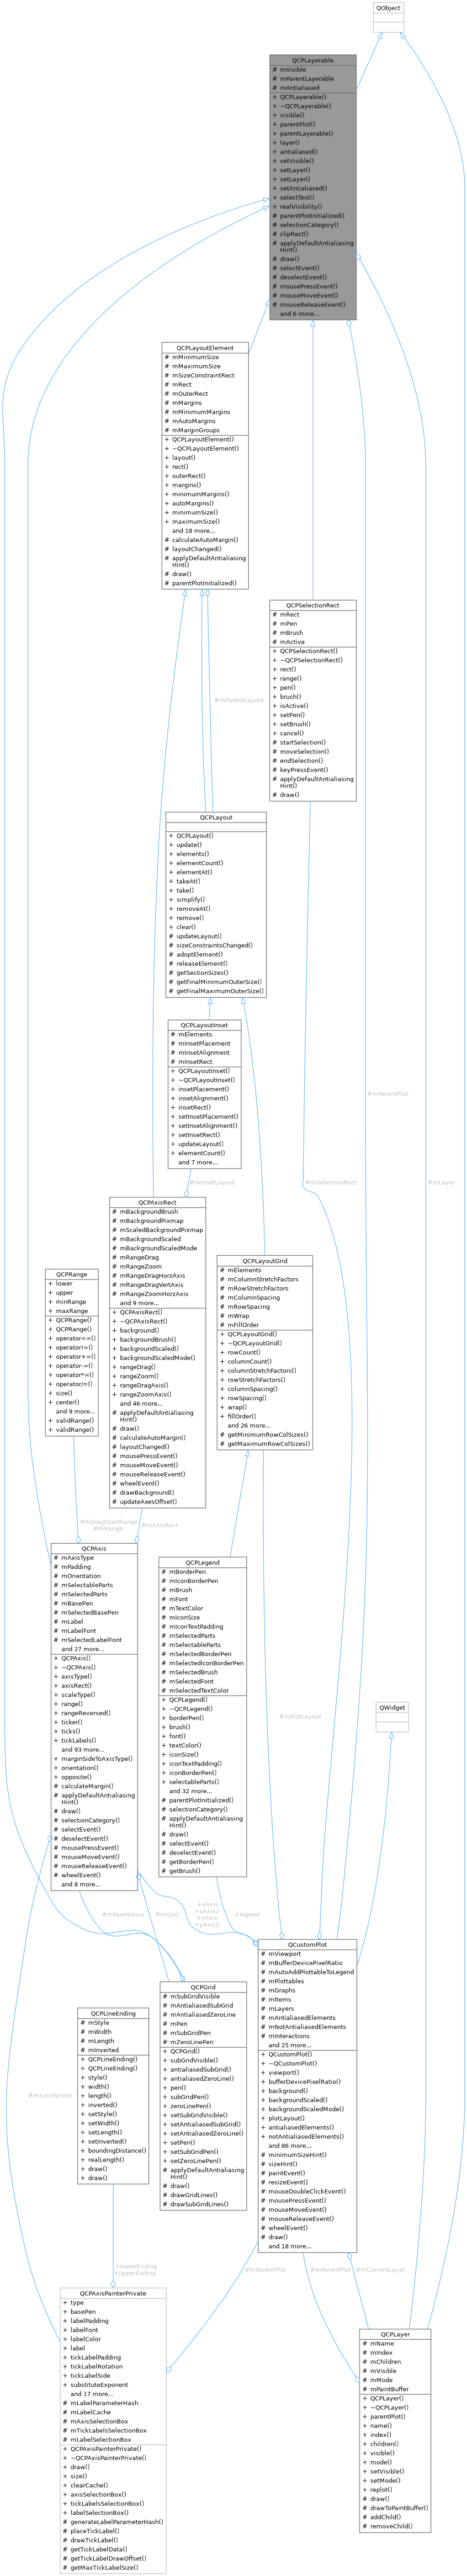 QObject
QCPLayerable
# mVisible
# mParentLayerable
# mAntialiased
+ QCPLayerable()
+ ~QCPLayerable()
+ visible()
+ parentPlot()
+ parentLayerable()
+ layer()
+ antialiased()
+ setVisible()
+ setLayer()
+ setLayer()
+ setAntialiased()
+ selectTest()
+ realVisibility()
# parentPlotInitialized()
# selectionCategory()
# clipRect()
# applyDefaultAntialiasing
Hint()
# draw()
# selectEvent()
# deselectEvent()
# mousePressEvent()
# mouseMoveEvent()
# mouseReleaseEvent()
and 6 more...
QCPLayoutElement
# mMinimumSize
# mMaximumSize
# mSizeConstraintRect
# mRect
# mOuterRect
# mMargins
# mMinimumMargins
# mAutoMargins
# mMarginGroups
+ QCPLayoutElement()
+ ~QCPLayoutElement()
+ layout()
+ rect()
+ outerRect()
+ margins()
+ minimumMargins()
+ autoMargins()
+ minimumSize()
+ maximumSize()
and 18 more...
# calculateAutoMargin()
# layoutChanged()
# applyDefaultAntialiasing
Hint()
# draw()
# parentPlotInitialized()
QCPSelectionRect
# mRect
# mPen
# mBrush
# mActive
+ QCPSelectionRect()
+ ~QCPSelectionRect()
+ rect()
+ range()
+ pen()
+ brush()
+ isActive()
+ setPen()
+ setBrush()
+ cancel()
# startSelection()
# moveSelection()
# endSelection()
# keyPressEvent()
# applyDefaultAntialiasing
Hint()
# draw()
#mParentLayout
QCPLayout
+ QCPLayout()
+ update()
+ elements()
+ elementCount()
+ elementAt()
+ takeAt()
+ take()
+ simplify()
+ removeAt()
+ remove()
+ clear()
# updateLayout()
# sizeConstraintsChanged()
# adoptElement()
# releaseElement()
# getSectionSizes()
# getFinalMinimumOuterSize()
# getFinalMaximumOuterSize()
QCPLayoutInset
# mElements
# mInsetPlacement
# mInsetAlignment
# mInsetRect
+ QCPLayoutInset()
+ ~QCPLayoutInset()
+ insetPlacement()
+ insetAlignment()
+ insetRect()
+ setInsetPlacement()
+ setInsetAlignment()
+ setInsetRect()
+ updateLayout()
+ elementCount()
and 7 more...
#mParentPlot
#mInsetLayout
#mSelectionRect
#mLayer
QCPAxisRect
# mBackgroundBrush
# mBackgroundPixmap
# mScaledBackgroundPixmap
# mBackgroundScaled
# mBackgroundScaledMode
# mRangeDrag
# mRangeZoom
# mRangeDragHorzAxis
# mRangeDragVertAxis
# mRangeZoomHorzAxis
and 9 more...
+ QCPAxisRect()
+ ~QCPAxisRect()
+ background()
+ backgroundBrush()
+ backgroundScaled()
+ backgroundScaledMode()
+ rangeDrag()
+ rangeZoom()
+ rangeDragAxis()
+ rangeZoomAxis()
and 46 more...
# applyDefaultAntialiasing
Hint()
# draw()
# calculateAutoMargin()
# layoutChanged()
# mousePressEvent()
# mouseMoveEvent()
# mouseReleaseEvent()
# wheelEvent()
# drawBackground()
# updateAxesOffset()
QCPLayoutGrid
# mElements
# mColumnStretchFactors
# mRowStretchFactors
# mColumnSpacing
# mRowSpacing
# mWrap
# mFillOrder
+ QCPLayoutGrid()
+ ~QCPLayoutGrid()
+ rowCount()
+ columnCount()
+ columnStretchFactors()
+ rowStretchFactors()
+ columnSpacing()
+ rowSpacing()
+ wrap()
+ fillOrder()
and 26 more...
# getMinimumRowColSizes()
# getMaximumRowColSizes()
QCPRange
+ lower
+ upper
+ minRange
+ maxRange
+ QCPRange()
+ QCPRange()
+ operator==()
+ operator!=()
+ operator+=()
+ operator-=()
+ operator*=()
+ operator/=()
+ size()
+ center()
and 9 more...
+ validRange()
+ validRange()
#mDragStartRange
#mRange
#mAxisRect
QCPAxis
# mAxisType
# mPadding
# mOrientation
# mSelectableParts
# mSelectedParts
# mBasePen
# mSelectedBasePen
# mLabel
# mLabelFont
# mSelectedLabelFont
and 27 more...
+ QCPAxis()
+ ~QCPAxis()
+ axisType()
+ axisRect()
+ scaleType()
+ range()
+ rangeReversed()
+ ticker()
+ ticks()
+ tickLabels()
and 93 more...
+ marginSideToAxisType()
+ orientation()
+ opposite()
# calculateMargin()
# applyDefaultAntialiasing
Hint()
# draw()
# selectionCategory()
# selectEvent()
# deselectEvent()
# mousePressEvent()
# mouseMoveEvent()
# mouseReleaseEvent()
# wheelEvent()
and 8 more...
QCPLegend
# mBorderPen
# mIconBorderPen
# mBrush
# mFont
# mTextColor
# mIconSize
# mIconTextPadding
# mSelectedParts
# mSelectableParts
# mSelectedBorderPen
# mSelectedIconBorderPen
# mSelectedBrush
# mSelectedFont
# mSelectedTextColor
+ QCPLegend()
+ ~QCPLegend()
+ borderPen()
+ brush()
+ font()
+ textColor()
+ iconSize()
+ iconTextPadding()
+ iconBorderPen()
+ selectableParts()
and 32 more...
# parentPlotInitialized()
# selectionCategory()
# applyDefaultAntialiasing
Hint()
# draw()
# selectEvent()
# deselectEvent()
# getBorderPen()
# getBrush()
QWidget
#mPlotLayout
#mParentAxis
#mGrid
+xAxis
+xAxis2
+yAxis
+yAxis2
+legend
QCustomPlot
# mViewport
# mBufferDevicePixelRatio
# mAutoAddPlottableToLegend
# mPlottables
# mGraphs
# mItems
# mLayers
# mAntialiasedElements
# mNotAntialiasedElements
# mInteractions
and 25 more...
+ QCustomPlot()
+ ~QCustomPlot()
+ viewport()
+ bufferDevicePixelRatio()
+ background()
+ backgroundScaled()
+ backgroundScaledMode()
+ plotLayout()
+ antialiasedElements()
+ notAntialiasedElements()
and 86 more...
# minimumSizeHint()
# sizeHint()
# paintEvent()
# resizeEvent()
# mouseDoubleClickEvent()
# mousePressEvent()
# mouseMoveEvent()
# mouseReleaseEvent()
# wheelEvent()
# draw()
and 18 more...
QCPGrid
# mSubGridVisible
# mAntialiasedSubGrid
# mAntialiasedZeroLine
# mPen
# mSubGridPen
# mZeroLinePen
+ QCPGrid()
+ subGridVisible()
+ antialiasedSubGrid()
+ antialiasedZeroLine()
+ pen()
+ subGridPen()
+ zeroLinePen()
+ setSubGridVisible()
+ setAntialiasedSubGrid()
+ setAntialiasedZeroLine()
+ setPen()
+ setSubGridPen()
+ setZeroLinePen()
# applyDefaultAntialiasing
Hint()
# draw()
# drawGridLines()
# drawSubGridLines()
QCPLineEnding
# mStyle
# mWidth
# mLength
# mInverted
+ QCPLineEnding()
+ QCPLineEnding()
+ style()
+ width()
+ length()
+ inverted()
+ setStyle()
+ setWidth()
+ setLength()
+ setInverted()
+ boundingDistance()
+ realLength()
+ draw()
+ draw()
#mAxisPainter
+lowerEnding
+upperEnding
#mParentPlot
#mParentPlot
#mCurrentLayer
QCPAxisPainterPrivate
+ type
+ basePen
+ labelPadding
+ labelFont
+ labelColor
+ label
+ tickLabelPadding
+ tickLabelRotation
+ tickLabelSide
+ substituteExponent
and 17 more...
# mLabelParameterHash
# mLabelCache
# mAxisSelectionBox
# mTickLabelsSelectionBox
# mLabelSelectionBox
+ QCPAxisPainterPrivate()
+ ~QCPAxisPainterPrivate()
+ draw()
+ size()
+ clearCache()
+ axisSelectionBox()
+ tickLabelsSelectionBox()
+ labelSelectionBox()
# generateLabelParameterHash()
# placeTickLabel()
# drawTickLabel()
# getTickLabelData()
# getTickLabelDrawOffset()
# getMaxTickLabelSize()
QCPLayer
# mName
# mIndex
# mChildren
# mVisible
# mMode
# mPaintBuffer
+ QCPLayer()
+ ~QCPLayer()
+ parentPlot()
+ name()
+ index()
+ children()
+ visible()
+ mode()
+ setVisible()
+ setMode()
+ replot()
# draw()
# drawToPaintBuffer()
# addChild()
# removeChild()